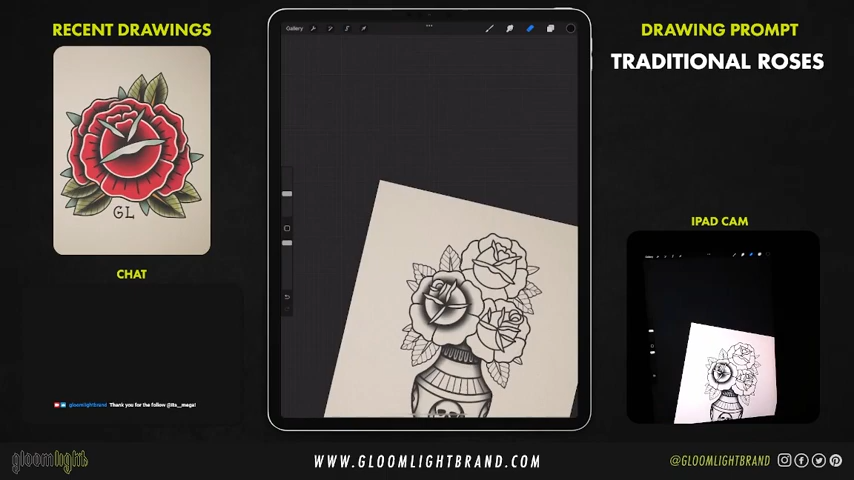 RECENT DRAWINGS
GL
CHAT
gloomlightbrand Thank you for the follow @its__mega!
Gallery
DRAWING PROMPT
TRADITIONAL ROSES
IPAD CAM
gloomlight
WWW.GLOOMLIGHTBRAND.COM
@GLOOMLIGHTBRAND